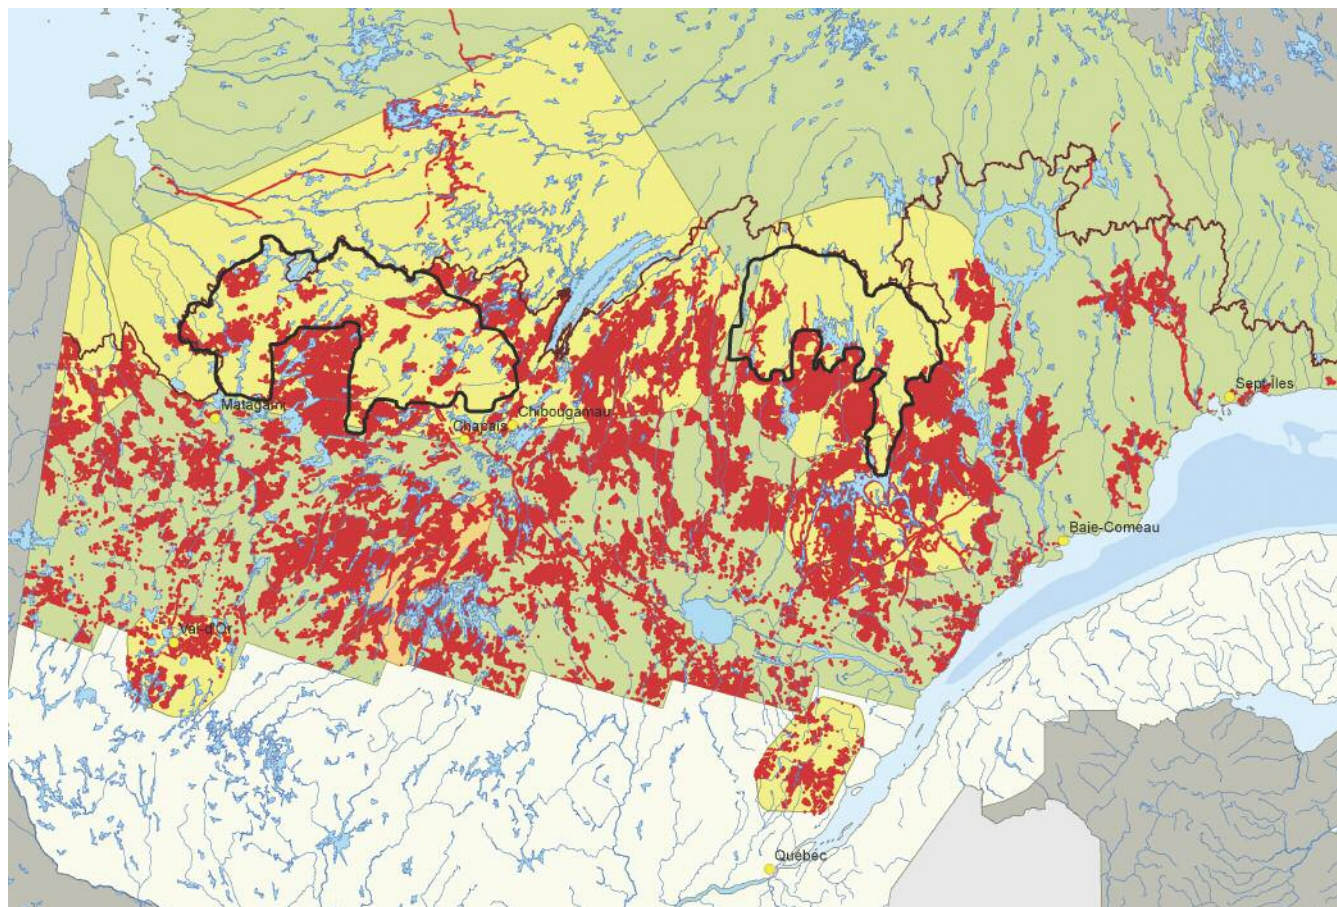 Sept-Îles
Matagami
Chibougamau
Chapais
Baie-Comeau
Val-d'Or
Québec